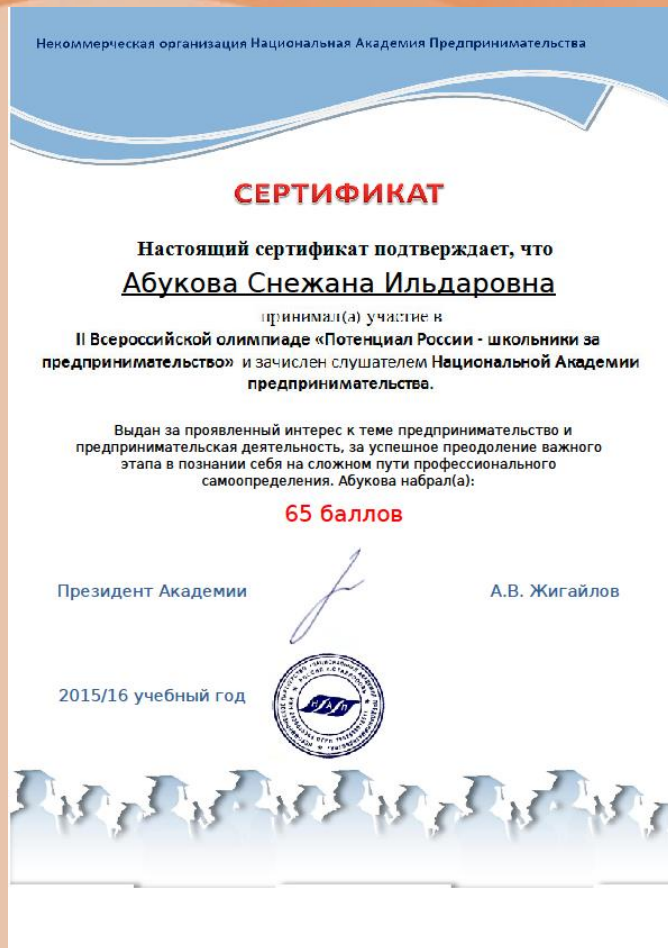 Некоммерческая организация Национальная Академия Предпринимательства
СЕРТИФИКАТ
Настоящий сертификат подтверждает, что
Абукова Снежана Ильдаровна
принимал(а) участие в
II Всероссийской олимпиаде «Потенциал России - школьники за
предпринимательство» и зачислен слушателем Национальной Академии
предпринимательства.
Выдан за проявленный интерес к теме предпринимательство и
предпринимательская деятельность, за успешное преодоление важного
этапа в познании себя на сложном пути профессионального
самоопределения. Абукова набрал(а):
65 баллов
Президент Академии
А.В. Жигайлов
2015/16 учебный год
НАП